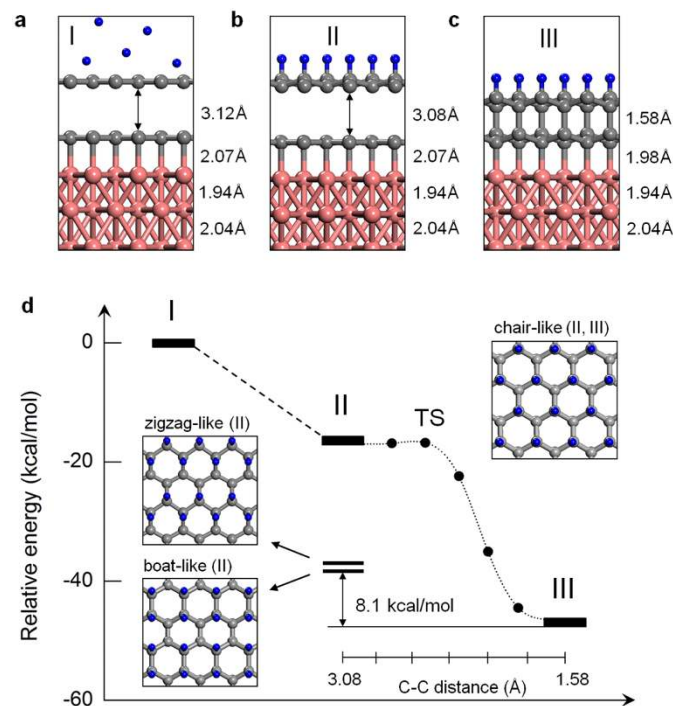 a
I
3.12Å
2.07Å
1.94Å
2.04Å
b
II
3.08Å
2.07Å
1.94Å
2.04Å
c
III
1.58Å
1.98Å
1.94Å
2.04Å
d
Relative energy (kcal/mol)
0
-20
-40
-60
I
II
TS
III
chair-like (II, III)
zigzag-like (II)
boat-like (II)
8.1 kcal/mol
3.08
1.58
C-C distance (Å)